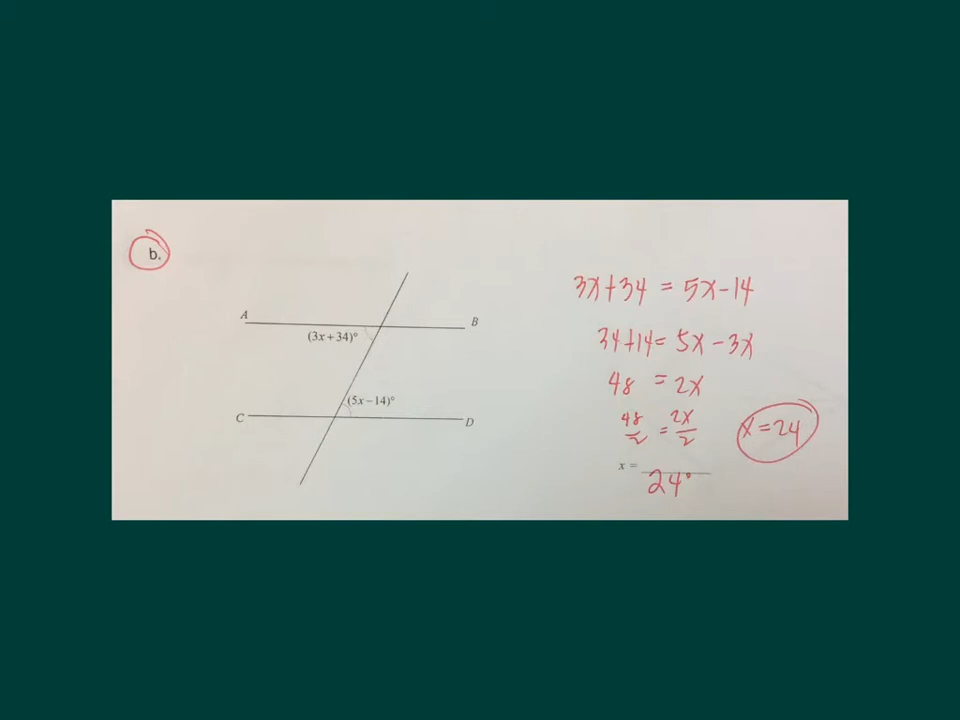 b.
A
B
(3x+34)°
(5x−14)°
C
D
3x+34 = 5x-14
34+14= 5x-3x
48 = 2x
48/2 = 2x/2
x=24
x =
24°